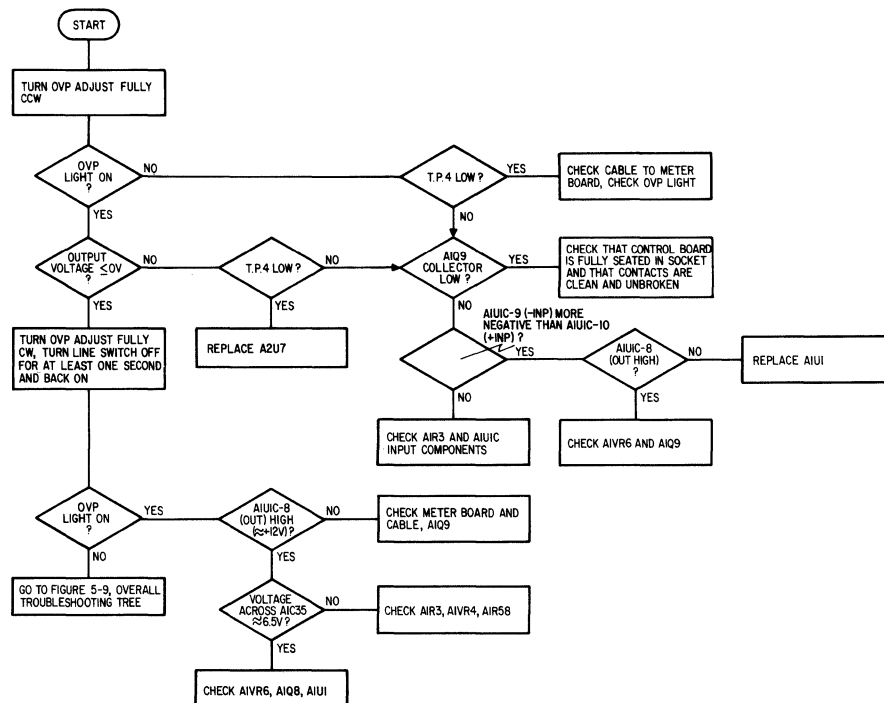 START
TURN OVP ADJUST FULLY
CCW
OVP
LIGHT ON
?
NO
T.P.4 LOW?
YES
CHECK CABLE TO METER
BOARD, CHECK OVP LIGHT
YES
NO
OUTPUT
VOLTAGE ≤0V
?
NO
T.P.4 LOW?
NO
A1Q9
COLLECTOR
LOW?
YES
CHECK THAT CONTROL BOARD
IS FULLY SEATED IN SOCKET
AND THAT CONTACTS ARE
CLEAN AND UNBROKEN
YES
YES
NO
TURN OVP ADJUST FULLY
CW, TURN LINE SWITCH OFF
FOR AT LEAST ONE SECOND
AND BACK ON
REPLACE A2U7
A1U1C-9 (-INP) MORE
NEGATIVE THAN A1U1C-10
(+INP) ?
YES
A1U1C-8
(OUT HIGH)
?
NO
REPLACE A1U1
NO
YES
CHECK A1R3 AND A1U1C
INPUT COMPONENTS
CHECK A1VR6 AND A1Q9
OVP
LIGHT ON
?
YES
A1U1C-8
(OUT) HIGH
(≈+12V)?
NO
CHECK METER BOARD AND
CABLE, A1Q9
NO
YES
GO TO FIGURE 5-9, OVERALL
TROUBLESHOOTING TREE
VOLTAGE
ACROSS A1C35
≈6.5V?
NO
CHECK A1R3, A1VR4, A1R58
YES
CHECK A1VR6, A1Q8, A1U1